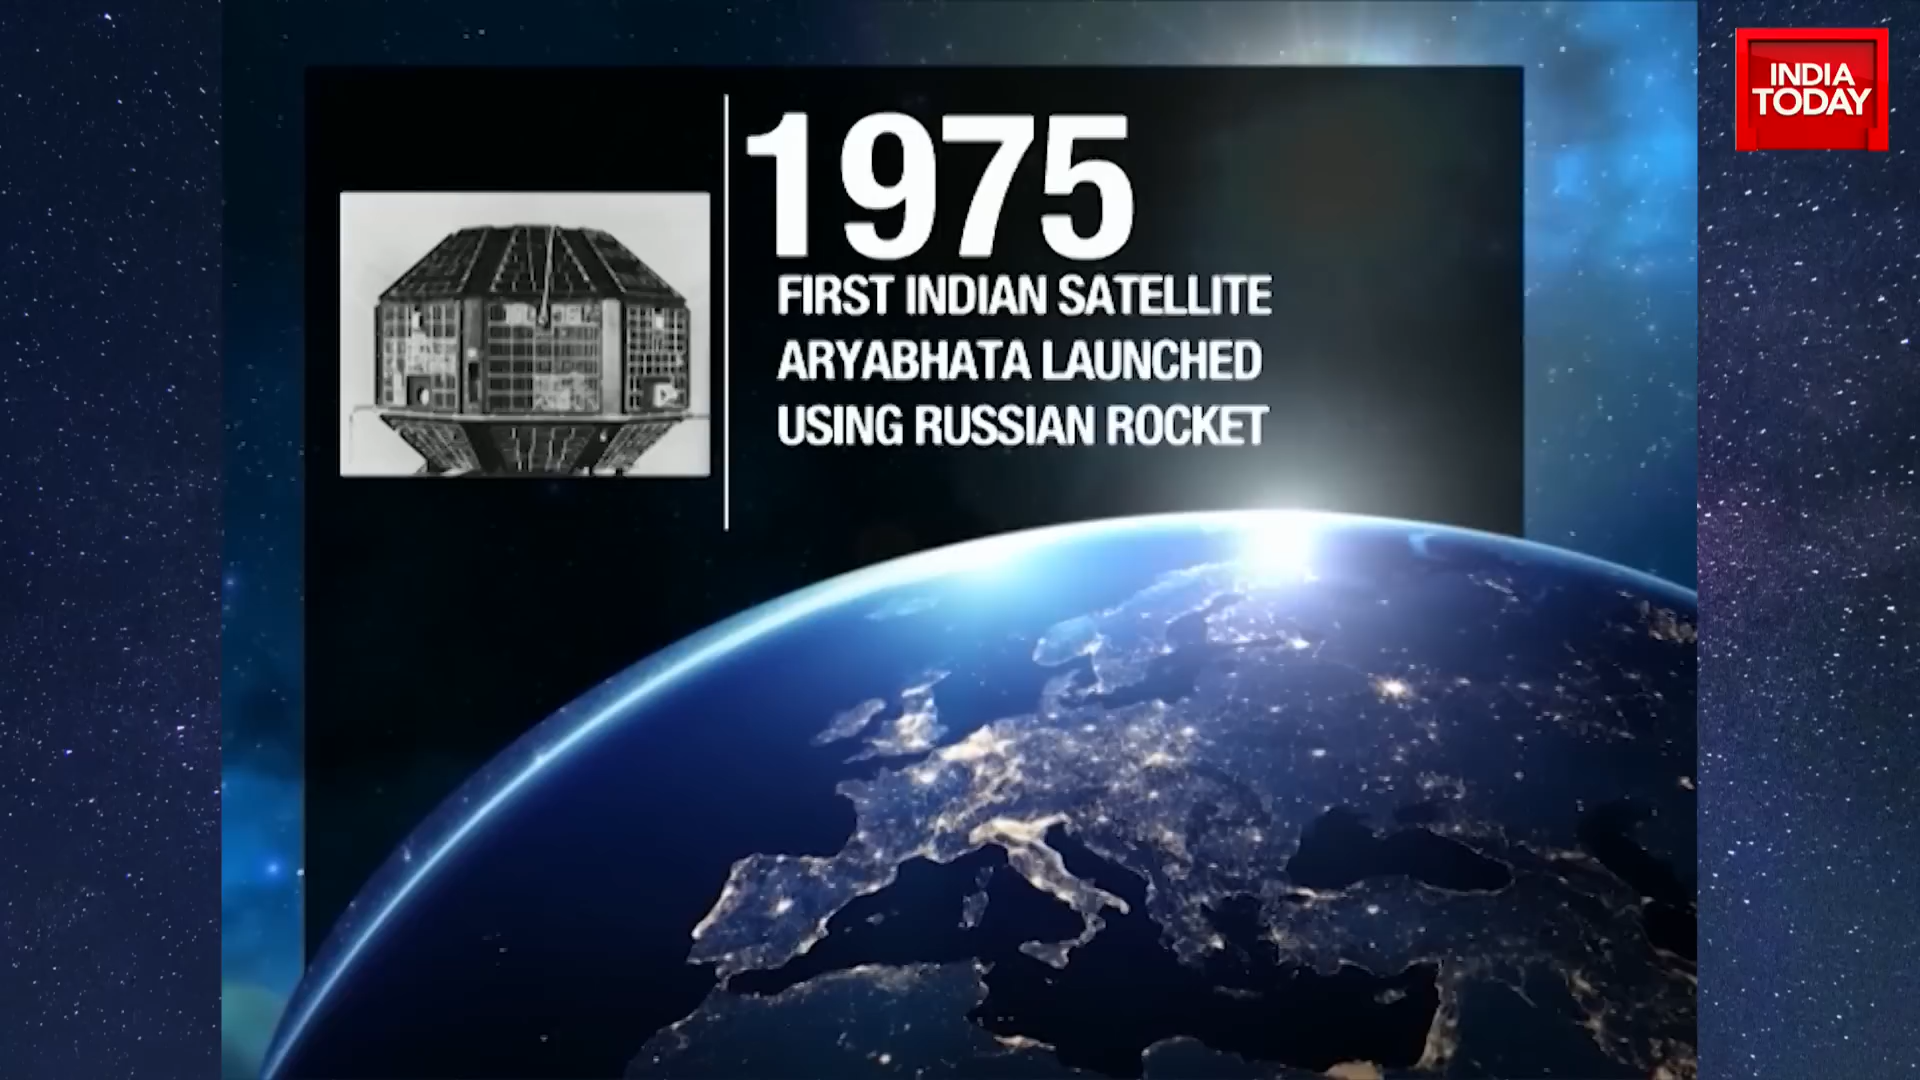 INDIA
TODAY
1975
FIRST INDIAN SATELLITE
ARYABHATA LAUNCHED
USING RUSSIAN ROCKET